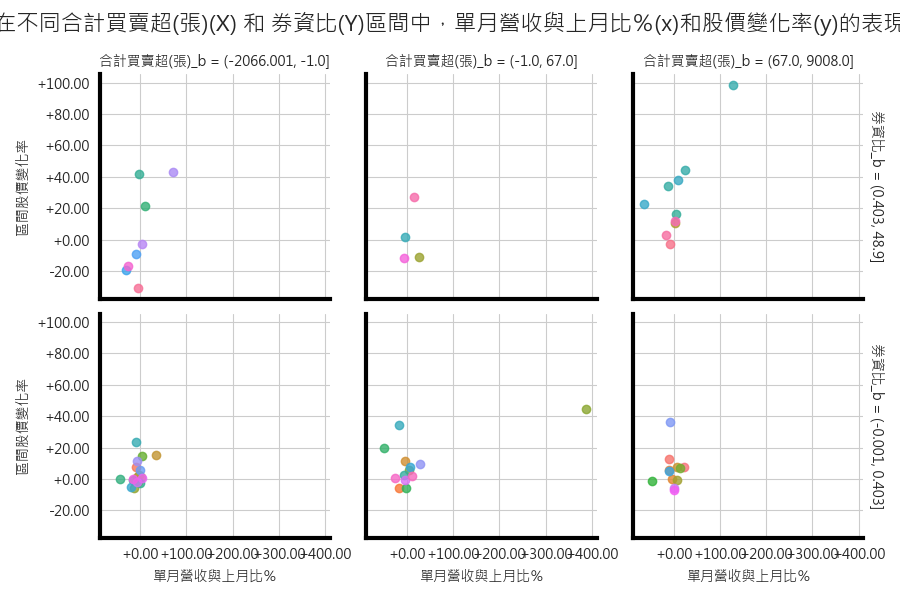 在不同合計買賣超(張)(X) 和 券資比(Y)區間中，單月營收與上月比%(x)和股價變化率(y)的表現
合計買賣超(張)_b = (-2066.001, -1.0]
合計買賣超(張)_b = (-1.0, 67.0]
合計買賣超(張)_b = (67.0, 9008.0]
+100.00
+80.00
+60.00
+40.00
+20.00
+0.00
-20.00
區間股價變化率
券資比_b = (0.403, 48.9]
+100.00
+80.00
+60.00
+40.00
+20.00
+0.00
-20.00
區間股價變化率
券資比_b = (-0.001, 0.403]
+0.00 +100.00 +200.00 +300.00 +400.00
+0.00 +100.00 +200.00 +300.00 +400.00
+0.00 +100.00 +200.00 +300.00 +400.00
單月營收與上月比%
單月營收與上月比%
單月營收與上月比%